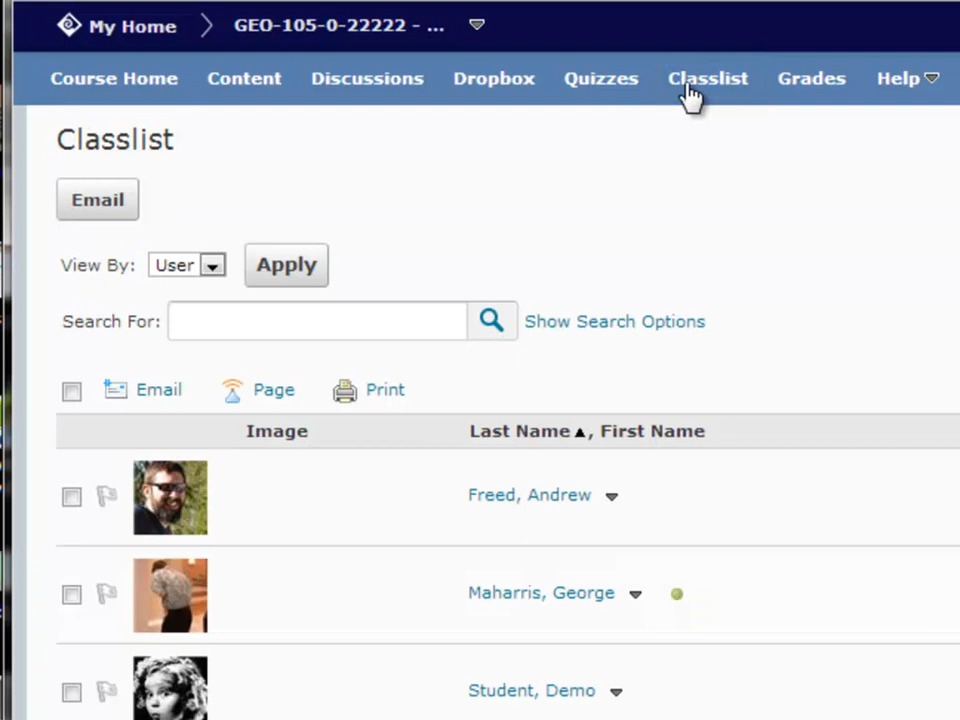 My Home GEO-105-0-22222 - ...
Course Home Content Discussions Dropbox Quizzes Classlist Grades Help
Classlist
Email
View By: User Apply
Search For: Show Search Options
Email Page Print
Image Last Name , First Name
Freed, Andrew
Maharris, George
Student, Demo